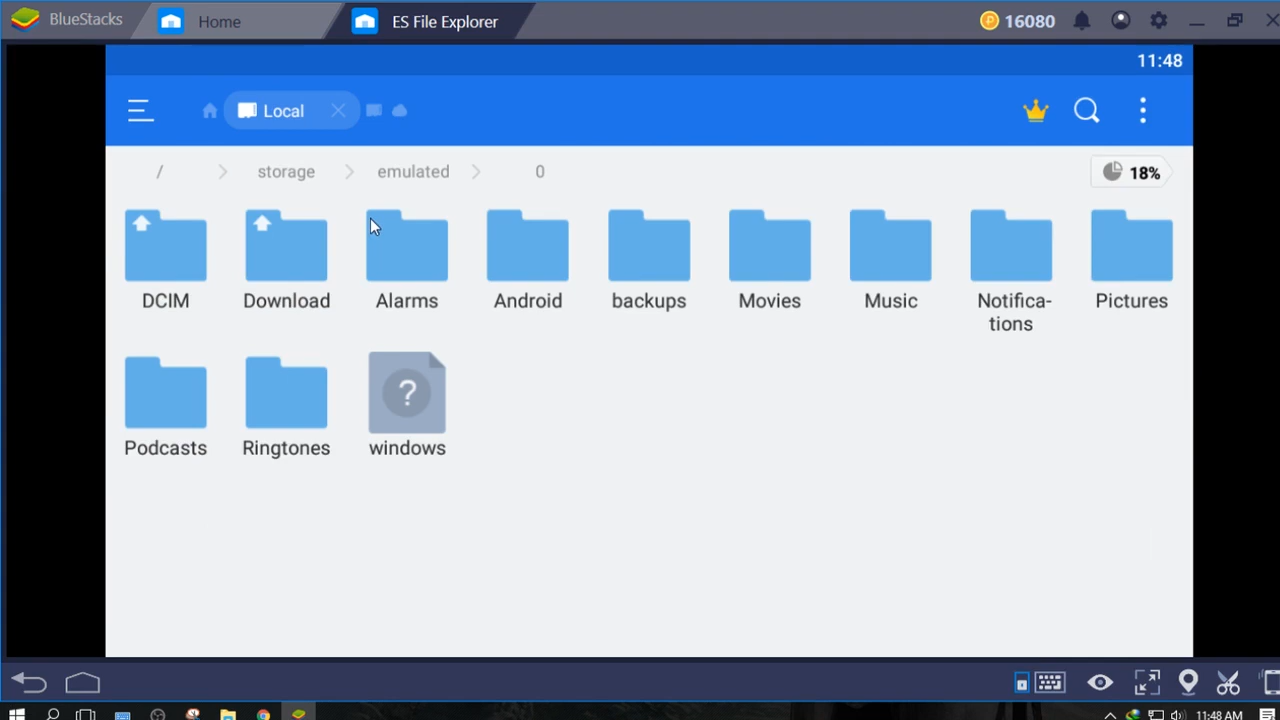 BlueStacks Home ES File Explorer 16080
11:48
Local
/ storage emulated 0 18%
DCIM Download Alarms Android backups Movies Music Notifica- Pictures
tions
?
Podcasts Ringtones windows
11:48 AM